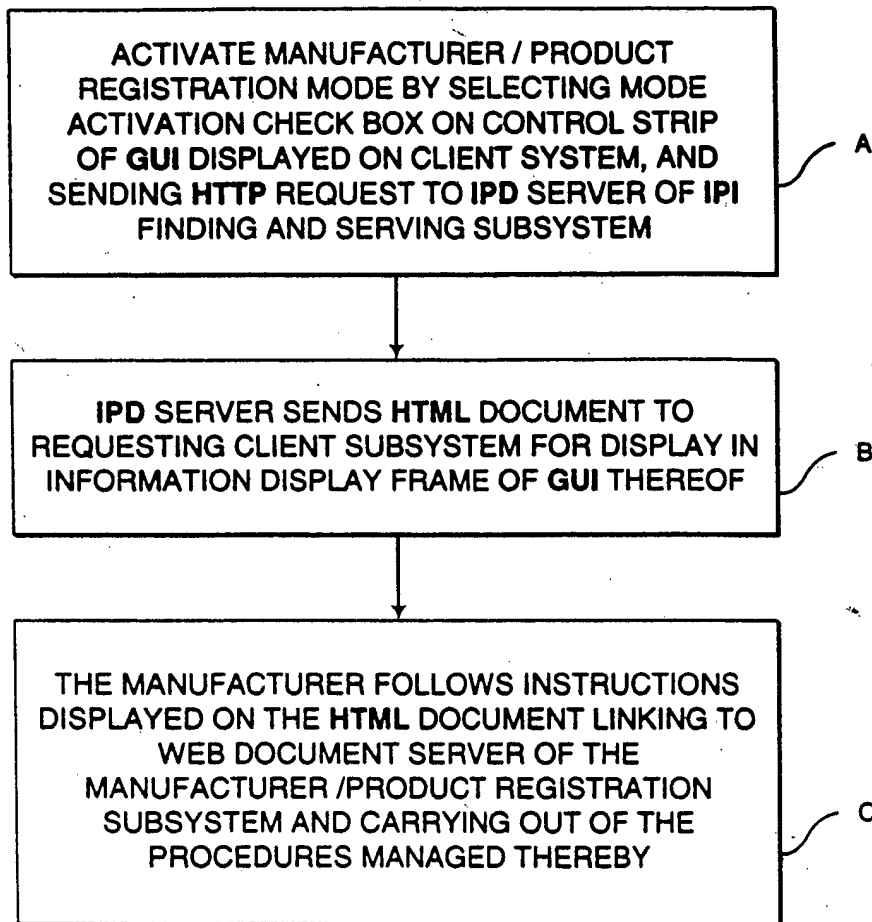 ACTIVATE MANUFACTURER / PRODUCT
REGISTRATION MODE BY SELECTING MODE
ACTIVATION CHECK BOX ON CONTROL STRIP
OF GUI DISPLAYED ON CLIENT SYSTEM, AND
SENDING HTTP REQUEST TO IPD SERVER OF IPI
FINDING AND SERVING SUBSYSTEM
A
IPD SERVER SENDS HTML DOCUMENT TO
REQUESTING CLIENT SUBSYSTEM FOR DISPLAY IN
INFORMATION DISPLAY FRAME OF GUI THEREOF
B
THE MANUFACTURER FOLLOWS INSTRUCTIONS
DISPLAYED ON THE HTML DOCUMENT LINKING TO
WEB DOCUMENT SERVER OF THE
MANUFACTURER /PRODUCT REGISTRATION
SUBSYSTEM AND CARRYING OUT OF THE
PROCEDURES MANAGED THEREBY
C